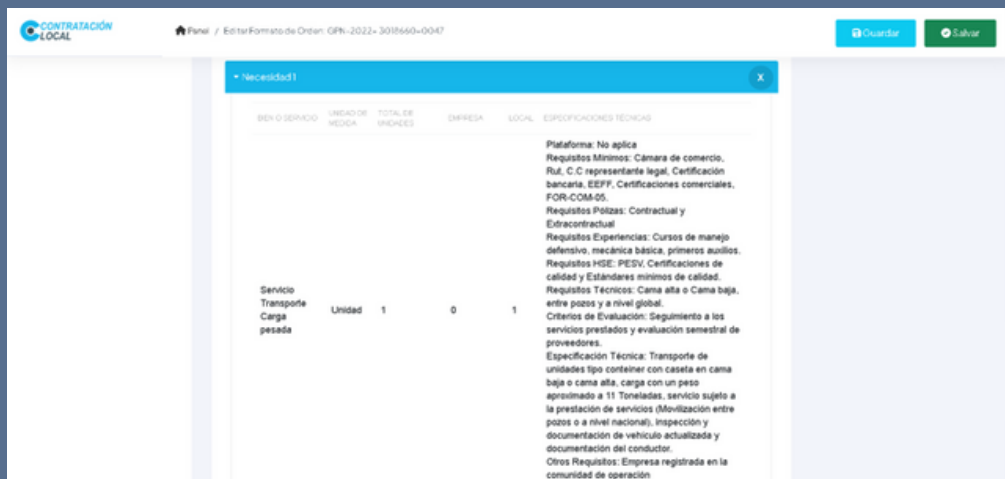 CONTRATACIÓN
LOCAL
Panel / Editar Formato de Orden: GPN-2022-3018660-0047
Guardar
Salvar
Necesidad 1
X
BIEN O SERVICIO UNIDAD DE MEDIDA TOTAL DE UNIDADES EMPRESA LOCAL ESPECIFICACIONES TÉCNICAS
Servicio
Transporte
Carga
pesada
Unidad 1 0 1
Plataforma: No aplica
Requisitos Mínimos: Cámara de comercio,
Rut, C.C representante legal, Certificación
bancaria, EEFF, Certificaciones comerciales,
FOR-COM-05.
Requisitos Pólizas: Contractual y
Extracontractual
Requisitos Experiencias: Cursos de manejo
defensivo, mecánica básica, primeros auxilios.
Requisitos HSE: PESV, Certificaciones de
calidad y Estándares mínimos de calidad.
Requisitos Técnicos: Cama alta o Cama baja,
entre pozos y a nivel global.
Criterios de Evaluación: Seguimiento a los
servicios prestados y evaluación semestral de
proveedores.
Especificación Técnica: Transporte de
unidades tipo conteiner con caseta en cama
baja o cama alta, carga con un peso
aproximado a 11 Toneladas, servicio sujeto a
la prestación de servicios (Movilización entre
pozos o a nivel nacional), inspección y
documentación de vehículo actualizada y
documentación del conductor.
Otros Requisitos: Empresa registrada en la
comunidad de operación